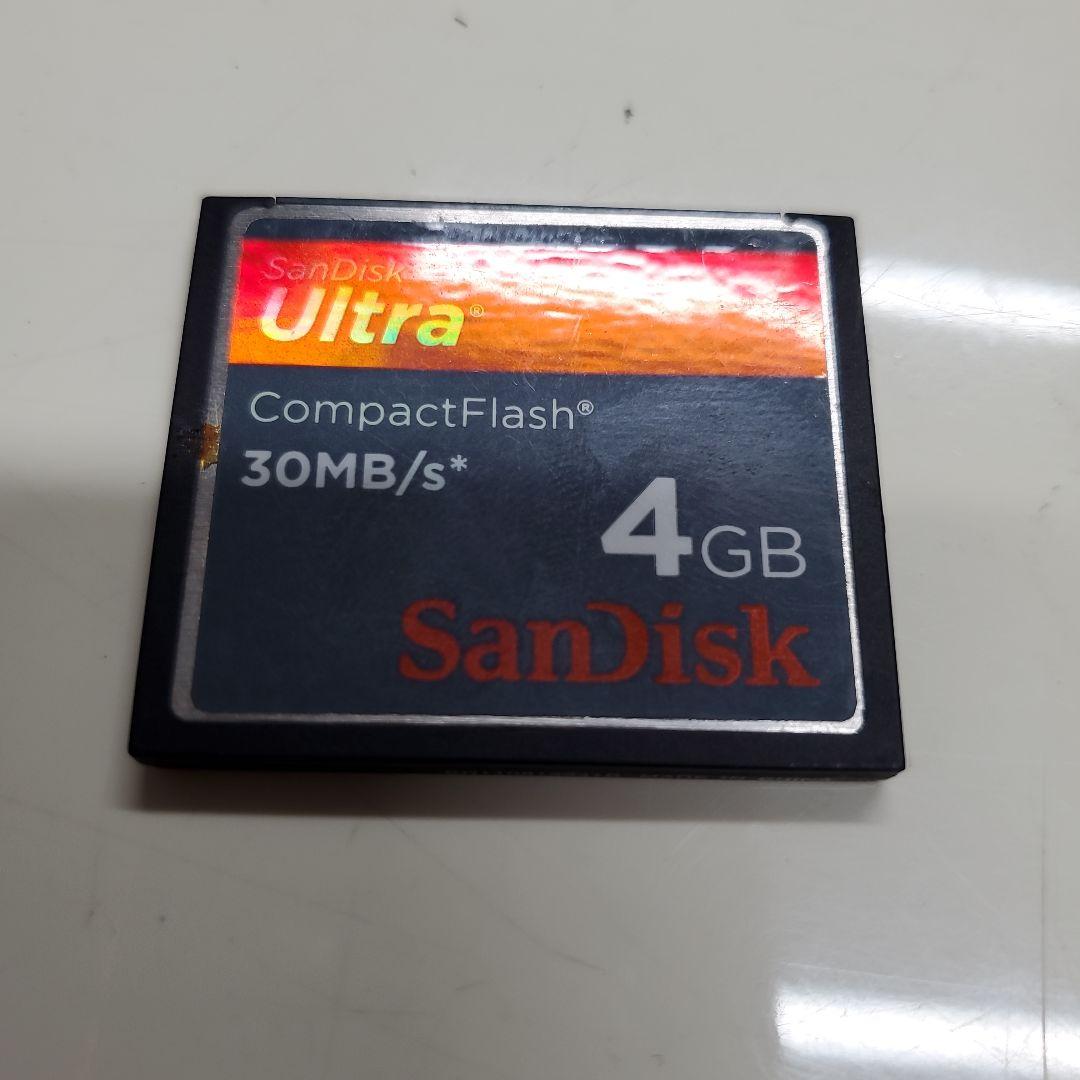 SanDisk
Ultra®
CompactFlash®
30MB/s*
4GB
SanDisk